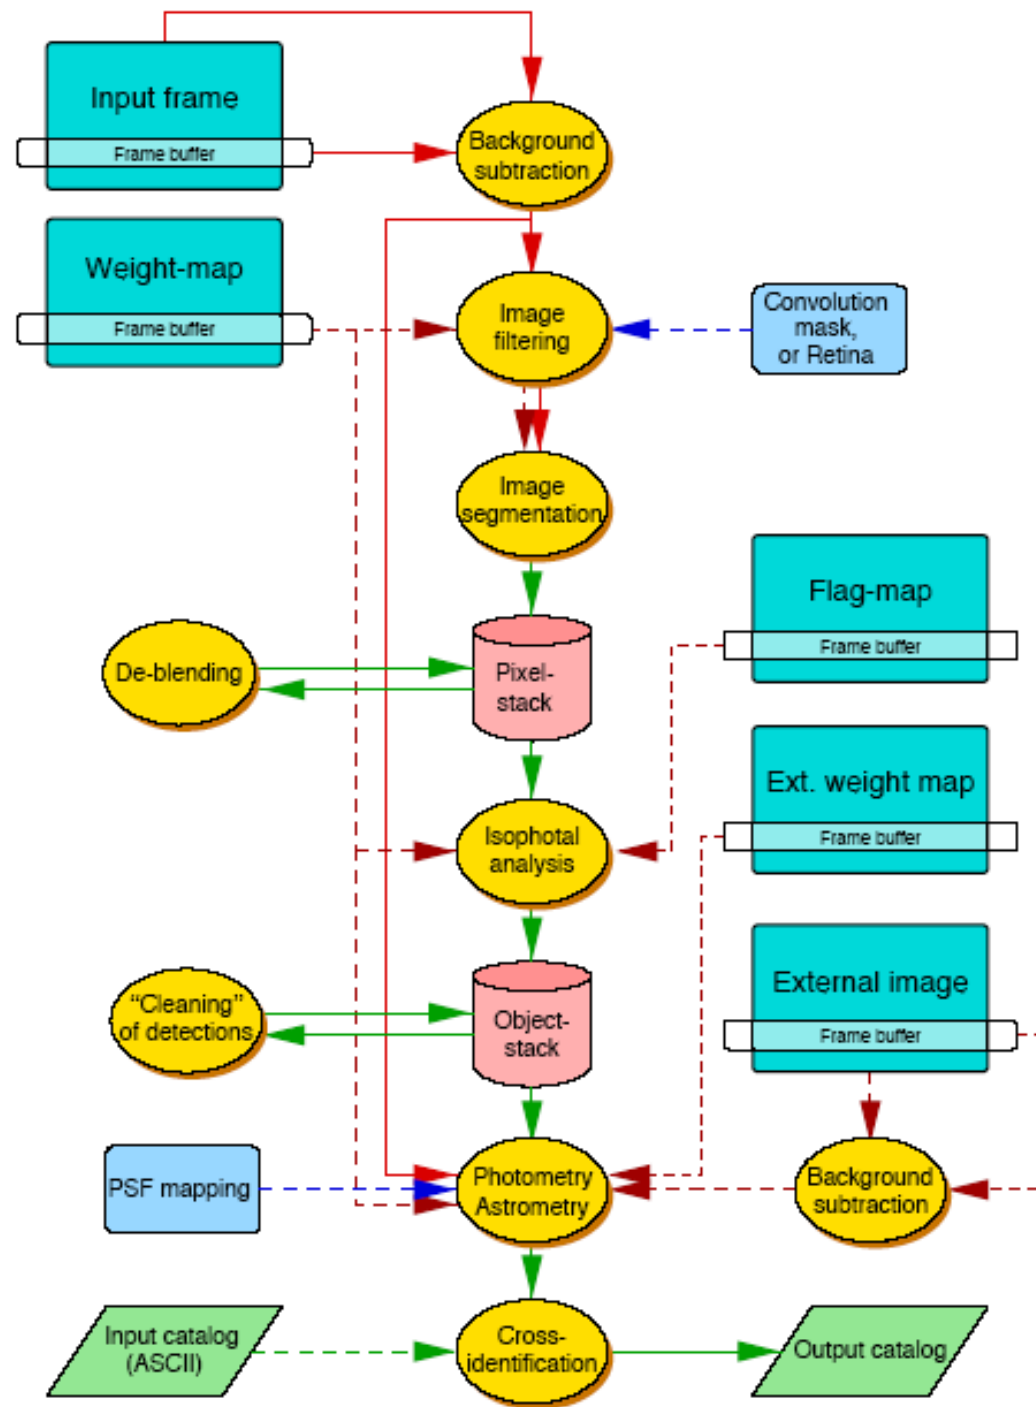 Input frame
Frame buffer
Background
subtraction
Weight-map
Frame buffer
Image
filtering
Convolution
mask,
or Retina
Image
segmentation
Flag-map
Frame buffer
De-blending
Pixel-
stack
Ext. weight map
Frame buffer
Isophotal
analysis
External image
Frame buffer
“Cleaning”
of detections
Object-
stack
PSF mapping
Photometry
Astrometry
Background
subtraction
Input catalog
(ASCII)
Cross-
identification
Output catalog